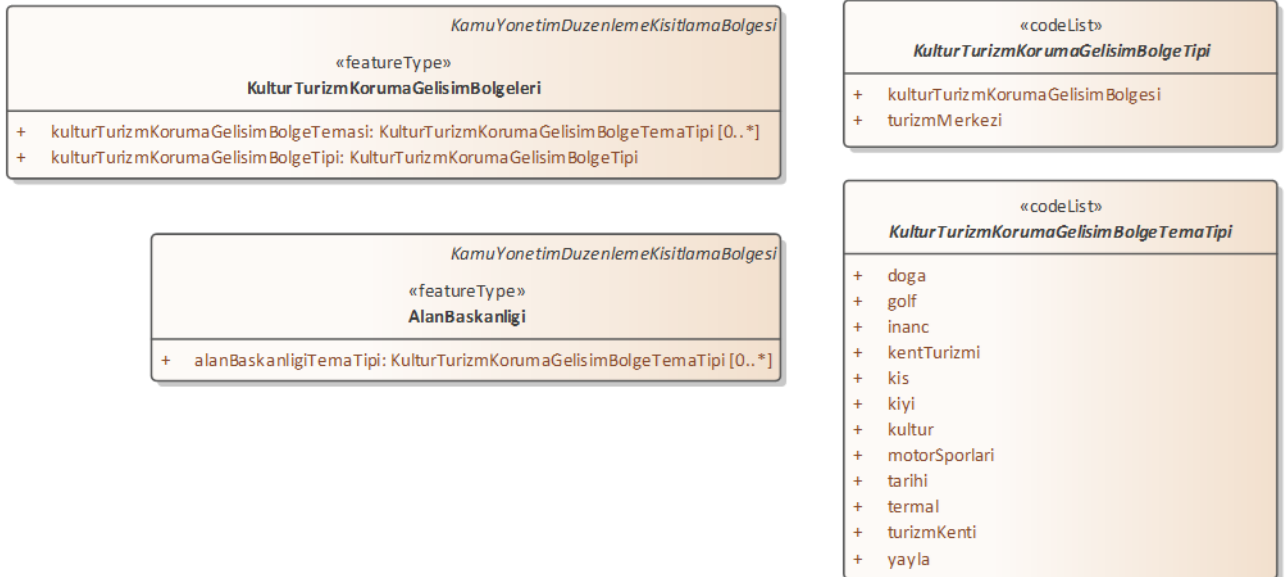 KamuYonetimDuzenlemeKisitlamaBolgesi
«featureType»
KulturTurizmKorumaGelisimBolgeleri
+ kulturTurizmKorumaGelisimBolgeTemasi: KulturTurizmKorumaGelisimBolgeTemaTipi [0..*]
+ kulturTurizmKorumaGelisimBolgeTipi: KulturTurizmKorumaGelisimBolgeTipi
KamuYonetimDuzenlemeKisitlamaBolgesi
«featureType»
AlanBaskanligi
+ alanBaskanligiTemaTipi: KulturTurizmKorumaGelisimBolgeTemaTipi [0..*]
«codeList»
KulturTurizmKorumaGelisimBolgeTipi
+ kulturTurizmKorumaGelisimBolgesi
+ turizmMerkezi
«codeList»
KulturTurizmKorumaGelisimBolgeTemaTipi
+ doga
+ golf
+ inanc
+ kentTurizmi
+ kis
+ kiyi
+ kultur
+ motorSporlari
+ tarihi
+ termal
+ turizmKenti
+ yayla